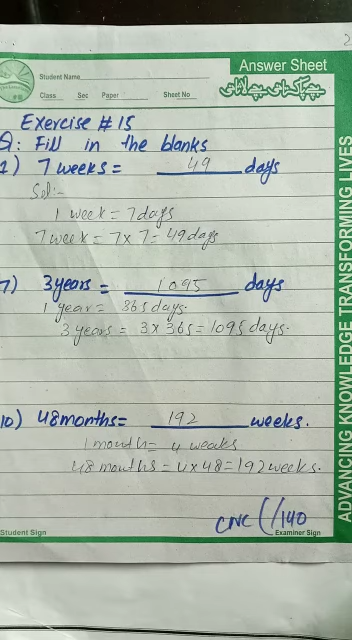 Answer Sheet
Student Name
Class Sec Paper Sheet No
Exercise # 15
Q: Fill in the blanks
1) 7 weeks = 49 days
Sol:-
1 week = 7 days
7 week = 7 x 7 = 49 days
7) 3 years = 1095 days
1 year = 365 days.
3 years = 3 x 365 = 1095 days.
10) 48 months = 192 weeks.
1 month = 4 weaks
48 months = 4 x 48 = 192 weeks.
Student Sign
Examiner Sign
ADVANCING KNOWLEDGE TRANSFORMING LIVES